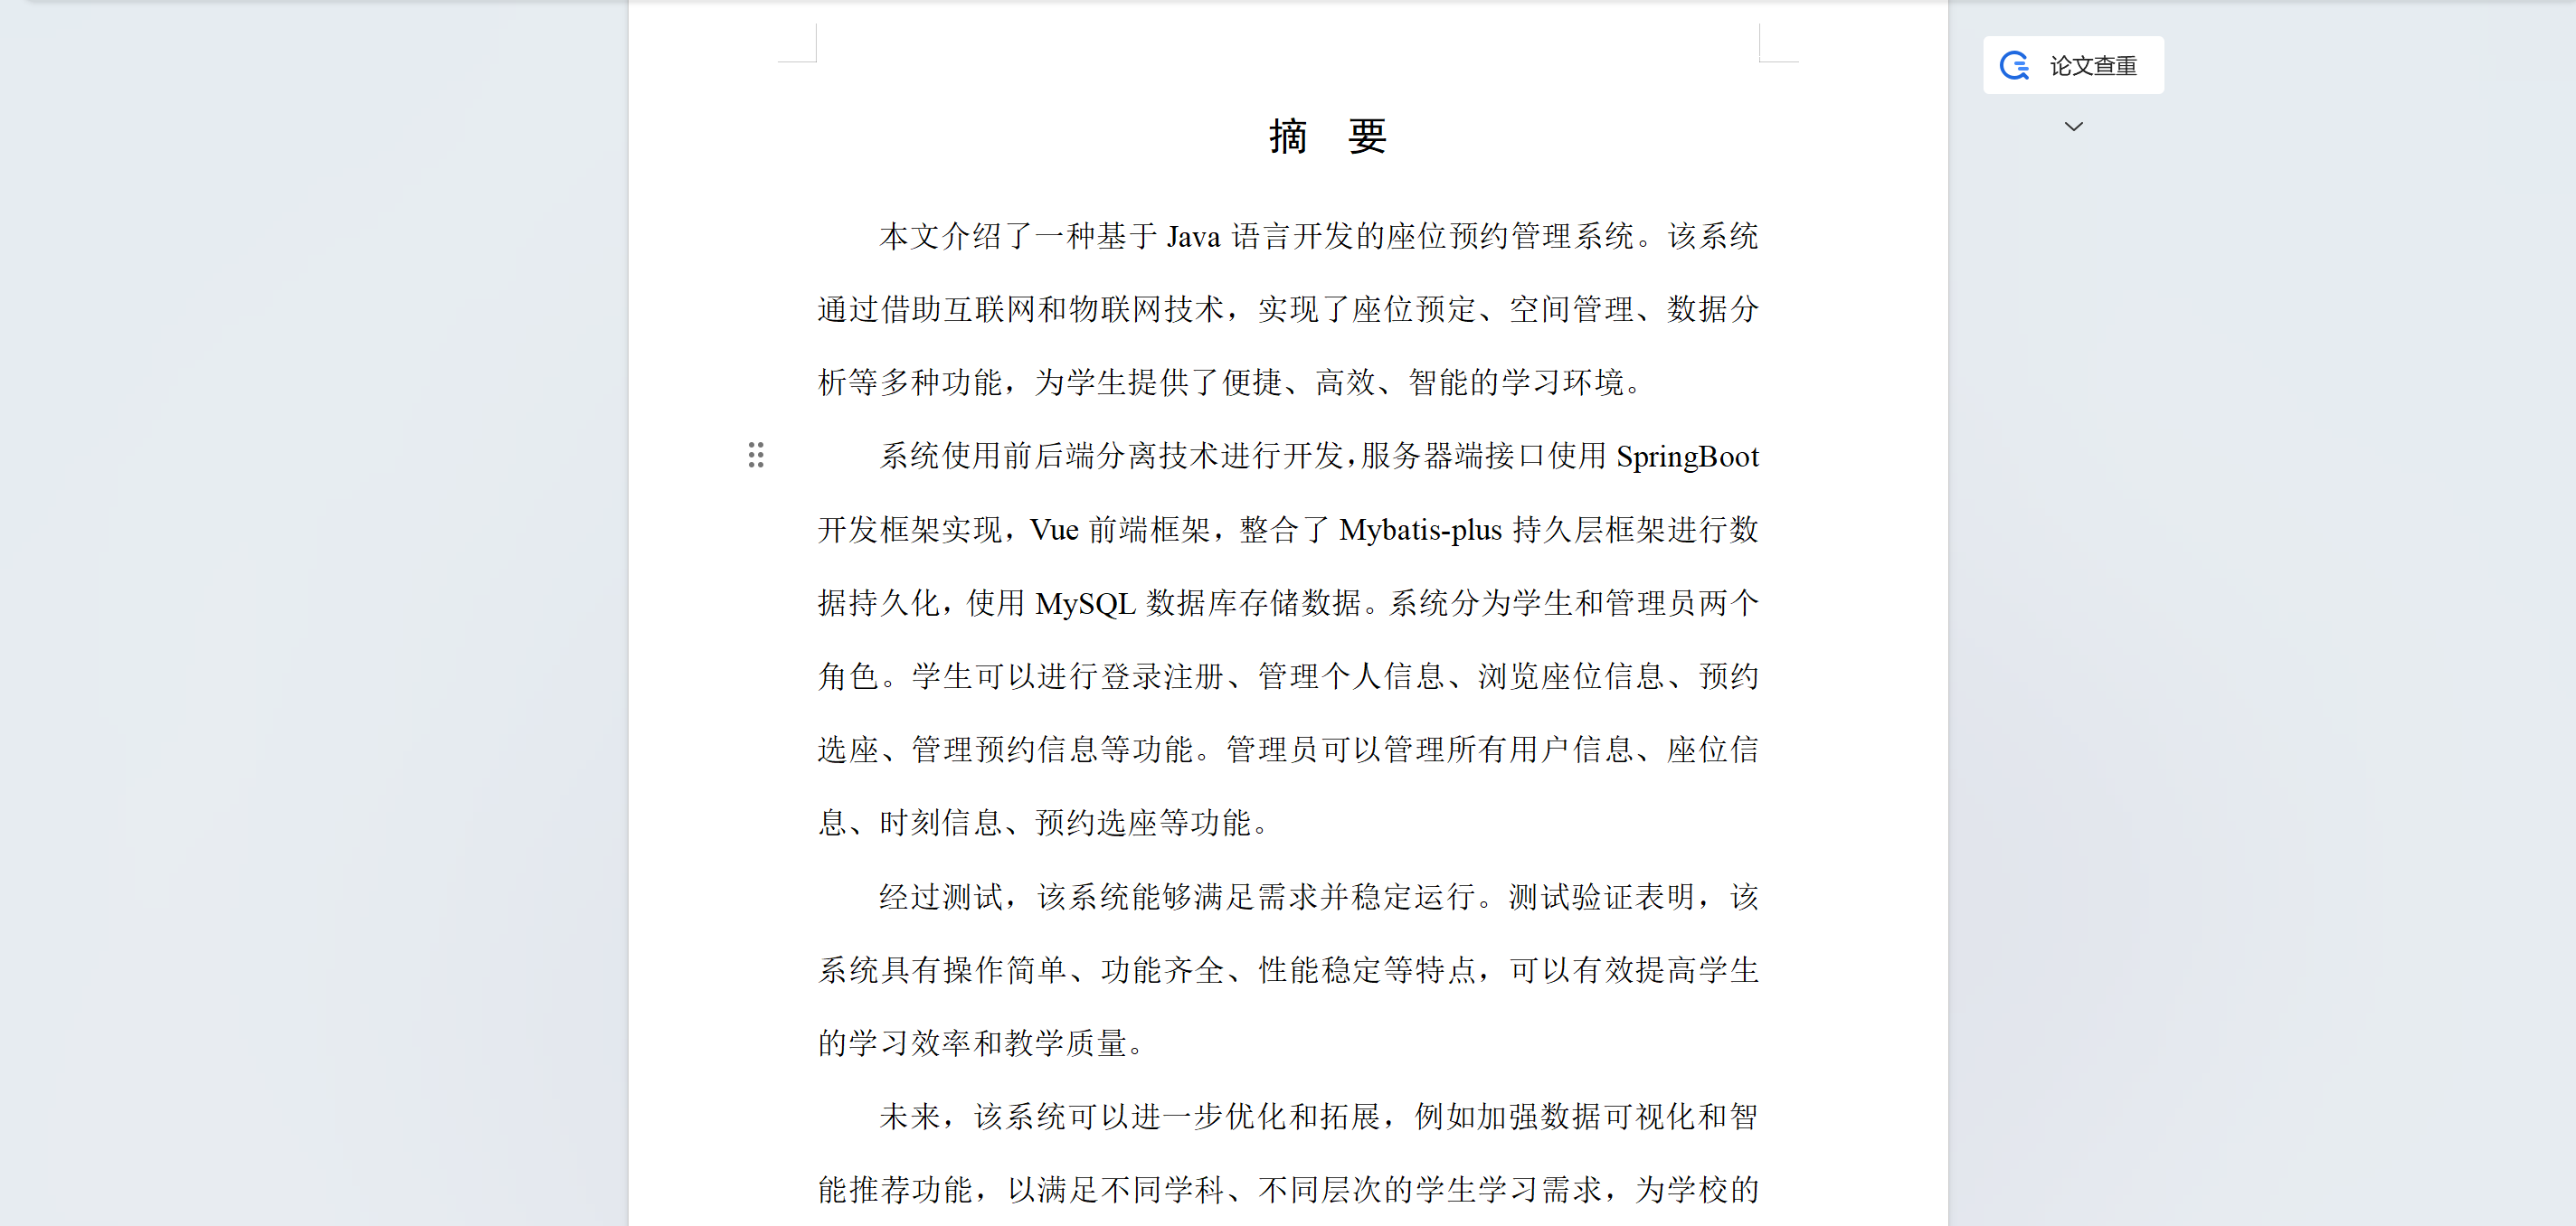 论文查重
摘 要
本文介绍了一种基于 Java 语言开发的座位预约管理系统。该系统
通过借助互联网和物联网技术，实现了座位预定、空间管理、数据分
析等多种功能，为学生提供了便捷、高效、智能的学习环境。
系统使用前后端分离技术进行开发，服务器端接口使用 SpringBoot
开发框架实现，Vue 前端框架，整合了 Mybatis-plus 持久层框架进行数
据持久化，使用 MySQL 数据库存储数据。系统分为学生和管理员两个
角色。学生可以进行登录注册、管理个人信息、浏览座位信息、预约
选座、管理预约信息等功能。管理员可以管理所有用户信息、座位信
息、时刻信息、预约选座等功能。
经过测试，该系统能够满足需求并稳定运行。测试验证表明，该
系统具有操作简单、功能齐全、性能稳定等特点，可以有效提高学生
的学习效率和教学质量。
未来，该系统可以进一步优化和拓展，例如加强数据可视化和智
能推荐功能，以满足不同学科、不同层次的学生学习需求，为学校的